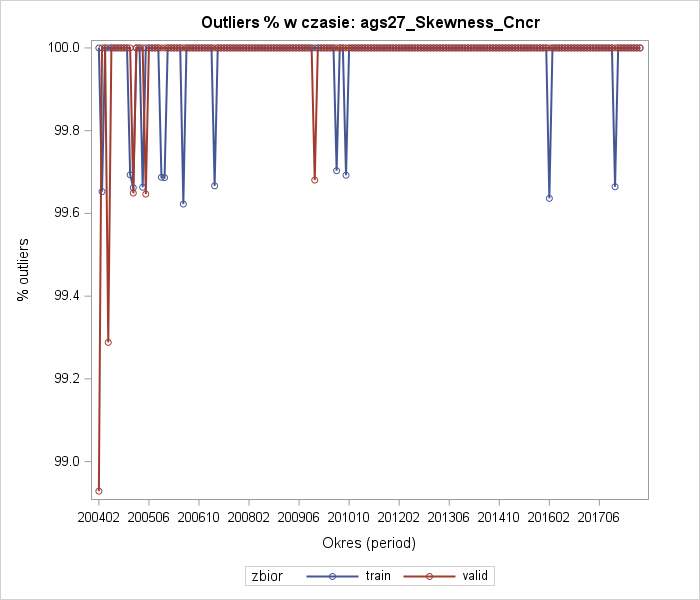 Outliers % w czasie: ags27_Skewness_Cncr
100.0
99.8
99.6
99.4
99.2
99.0
% outliers
200402 200506 200610 200802 200906 201010 201202 201306 201410 201602 201706
Okres (period)
zbior train valid